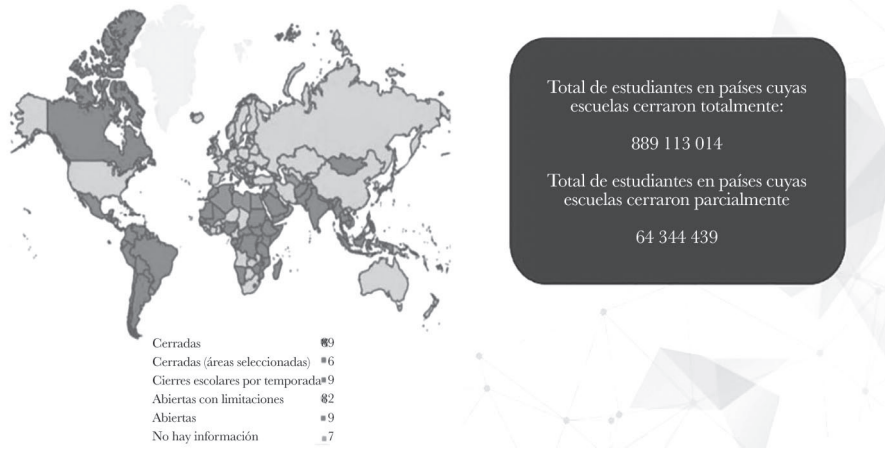 Total de estudiantes en países cuyas
escuelas cerraron totalmente:
889 113 014
Total de estudiantes en países cuyas
escuelas cerraron parcialmente
64 344 439
Cerradas
Cerradas (áreas seleccionadas) 6
Cierres escolares por temporada 9
Abiertas con limitaciones 82
Abiertas 9
No hay información 7